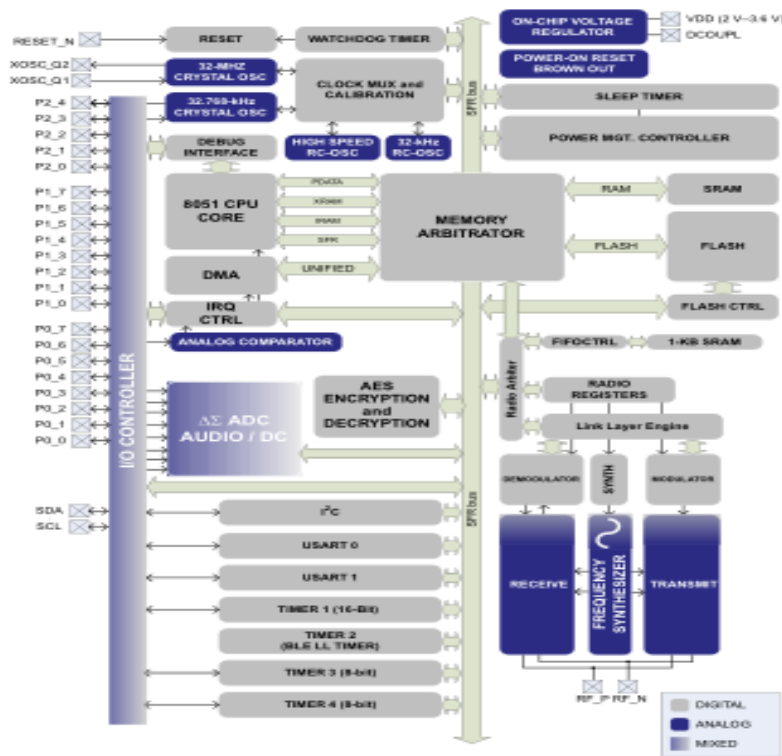 RESET_N
XOSC_Q2
XOSC_Q1
P2_4
P2_3
P2_2
P2_1
P2_0
P1_7
P1_6
P1_5
P1_4
P1_3
P1_2
P1_1
P1_0
P0_7
P0_6
P0_5
P0_4
P0_3
P0_2
P0_1
P0_0
SDA
SCL
I/O CONTROLLER
RESET
WATCHDOG TIMER
32-MHZ
CRYSTAL OSC
32.768-kHz
CRYSTAL OSC
CLOCK MUX and
CALIBRATION
DEBUG
INTERFACE
HIGH SPEED
RC-OSC
32-kHz
RC-OSC
SFR bus
ON-CHIP VOLTAGE
REGULATOR
VDD (2 V–3.6 V)
DCOUPL
POWER-ON RESET
BROWN OUT
SLEEP TIMER
POWER MGT. CONTROLLER
8051 CPU
CORE
PDATA
XRAM
IRAM
SFR
DMA
UNIFIED
IRQ
CTRL
ANALOG COMPARATOR
MEMORY
ARBITRATOR
RAM
SRAM
FLASH
FLASH
FLASH CTRL
FIFOCTRL
1-KB SRAM
Radio Arbiter
RADIO
REGISTERS
Link Layer Engine
ΔΣ ADC
AUDIO / DC
AES
ENCRYPTION
and
DECRYPTION
DEMODULATOR
SYNTH
MODULATOR
SFR bus
I²C
USART 0
USART 1
TIMER 1 (16-Bit)
TIMER 2
(BLE LL TIMER)
TIMER 3 (8-bit)
TIMER 4 (8-bit)
RECEIVE
FREQUENCY
SYNTHESIZER
TRANSMIT
RF_P
RF_N
DIGITAL
ANALOG
MIXED